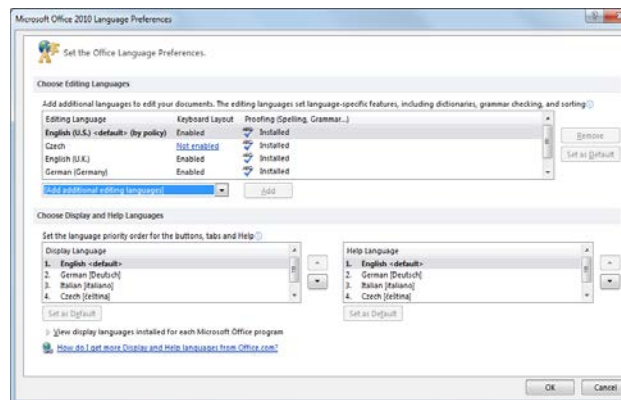 Microsoft Office 2010 Language Preferences
Set the Office Language Preferences.
Choose Editing Languages
Add additional languages to edit your documents. The editing languages set language-specific features, including dictionaries, grammar checking, and sorting
Editing Language Keyboard Layout Proofing (Spelling, Grammar...)
English (U.S.) <default> (by policy) Enabled Installed
Remove
Czech Not enabled Installed
English (U.K.) Enabled Installed
Set as Default
German (Germany) Enabled Installed
[Add additional editing languages] Add
Choose Display and Help Languages
Set the language priority order for the buttons, tabs and Help
Display Language Help Language
1. English <default> 1. English <default>
2. German [Deutsch] 2. German [Deutsch]
3. Italian [italiano] 3. Italian [italiano]
4. Czech [čeština] 4. Czech [čeština]
Set as Default Set as Default
View display languages installed for each Microsoft Office program
How do I get more Display and Help languages from Office.com?
OK Cancel